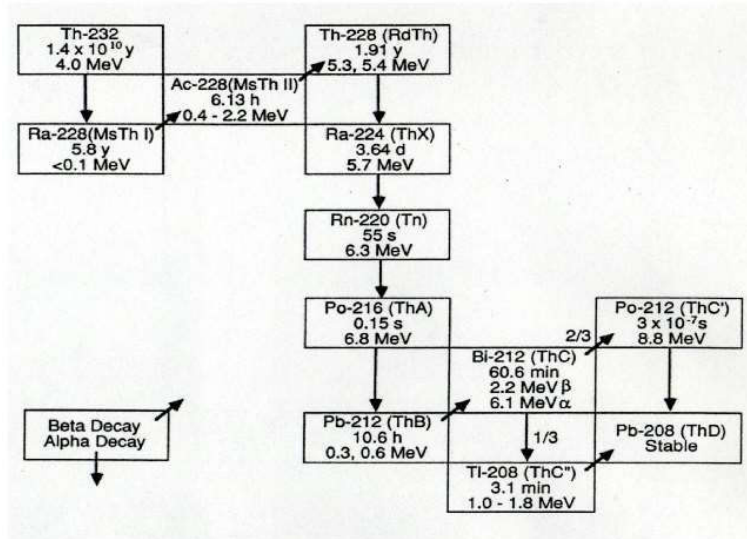 Th-232
1.4 x 10¹⁰ y
4.0 MeV
Ra-228(MsTh I)
5.8 y
<0.1 MeV
Ac-228(MsTh II)
6.13 h
0.4 - 2.2 MeV
Th-228 (RdTh)
1.91 y
5.3, 5.4 MeV
Ra-224 (ThX)
3.64 d
5.7 MeV
Rn-220 (Tn)
55 s
6.3 MeV
Po-216 (ThA)
0.15 s
6.8 MeV
Pb-212 (ThB)
10.6 h
0.3, 0.6 MeV
Bi-212 (ThC)
60.6 min
2.2 MeV β
6.1 MeV α
2/3
Po-212 (ThC')
3 x 10⁻⁷s
8.8 MeV
1/3
Tl-208 (ThC")
3.1 min
1.0 - 1.8 MeV
Pb-208 (ThD)
Stable
Beta Decay
Alpha Decay